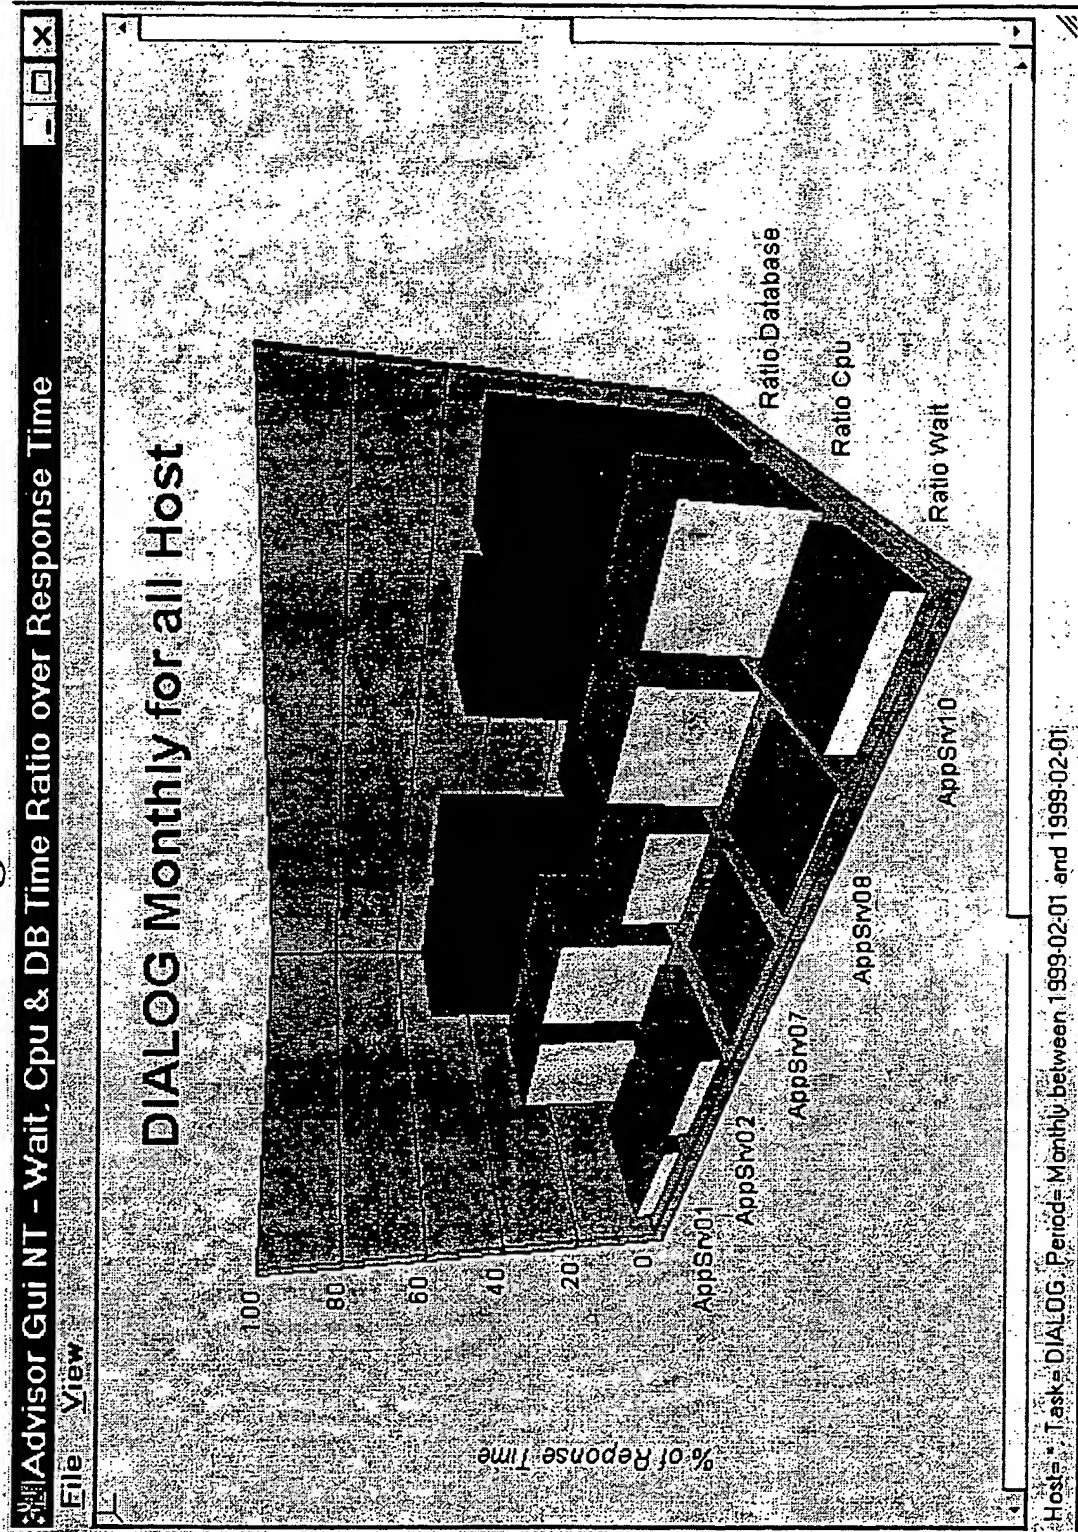 Advisor Gui NT - Wait, Cpu & DB Time Ratio over Response Time
File View
DIALOG Monthly for all Host
100
80
60
40
20
0
% of Reponse Time
AppSrv01
AppSrv02
AppSrv07
AppSrv08
AppSrv10
Ratio Database
Ratio Cpu
Ratio Wait
Host= * Task= DIALOG Period= Monthly between 1999-02-01 and 1999-02-01